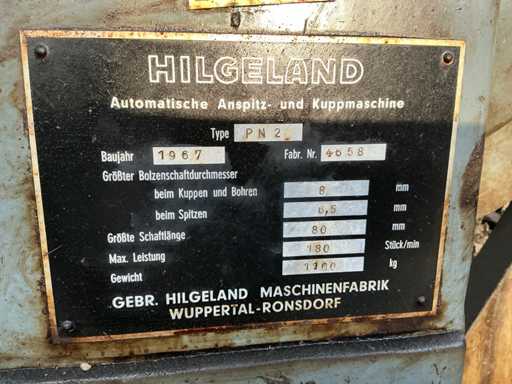 HILGELAND
Automatische Anspitz- und Kuppmaschine
Type PN 2
Baujahr 1967 Fabr. Nr. 4658
Größter Bolzenschaftdurchmesser
beim Kuppen und Bohren 8 mm
beim Spitzen 6,5 mm
Größte Schaftlänge 80 mm
Max. Leistung 180 Stück/min
Gewicht 1100 kg
GEBR. HILGELAND MASCHINENFABRIK
WUPPERTAL-RONSDORF